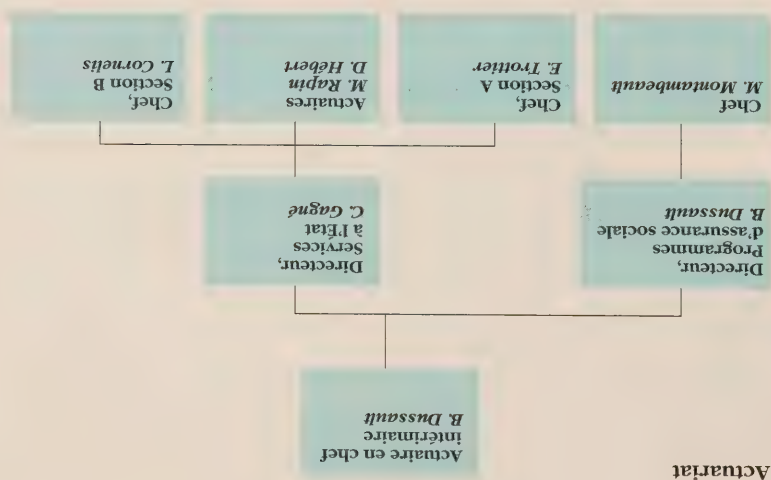 Actuariat
Actuaire en chef
intérimaire
B. Dussault
Directeur,
Programmes
d'assurance sociale
B. Dussault
Directeur,
Services
à l'État
C. Gagné
Chef
M. Montambeault
Chef,
Section A
E. Trottier
Actuaires
M. Rapin
D. Hébert
Chef,
Section B
L. Cornelis